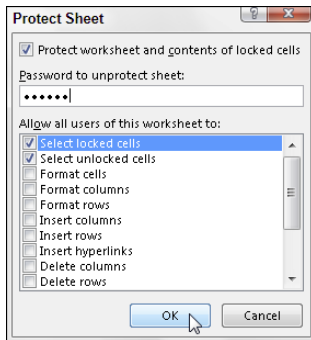 Protect Sheet
Protect worksheet and contents of locked cells
Password to unprotect sheet:
••••••
Allow all users of this worksheet to:
Select locked cells
Select unlocked cells
Format cells
Format columns
Format rows
Insert columns
Insert rows
Insert hyperlinks
Delete columns
Delete rows
OK Cancel